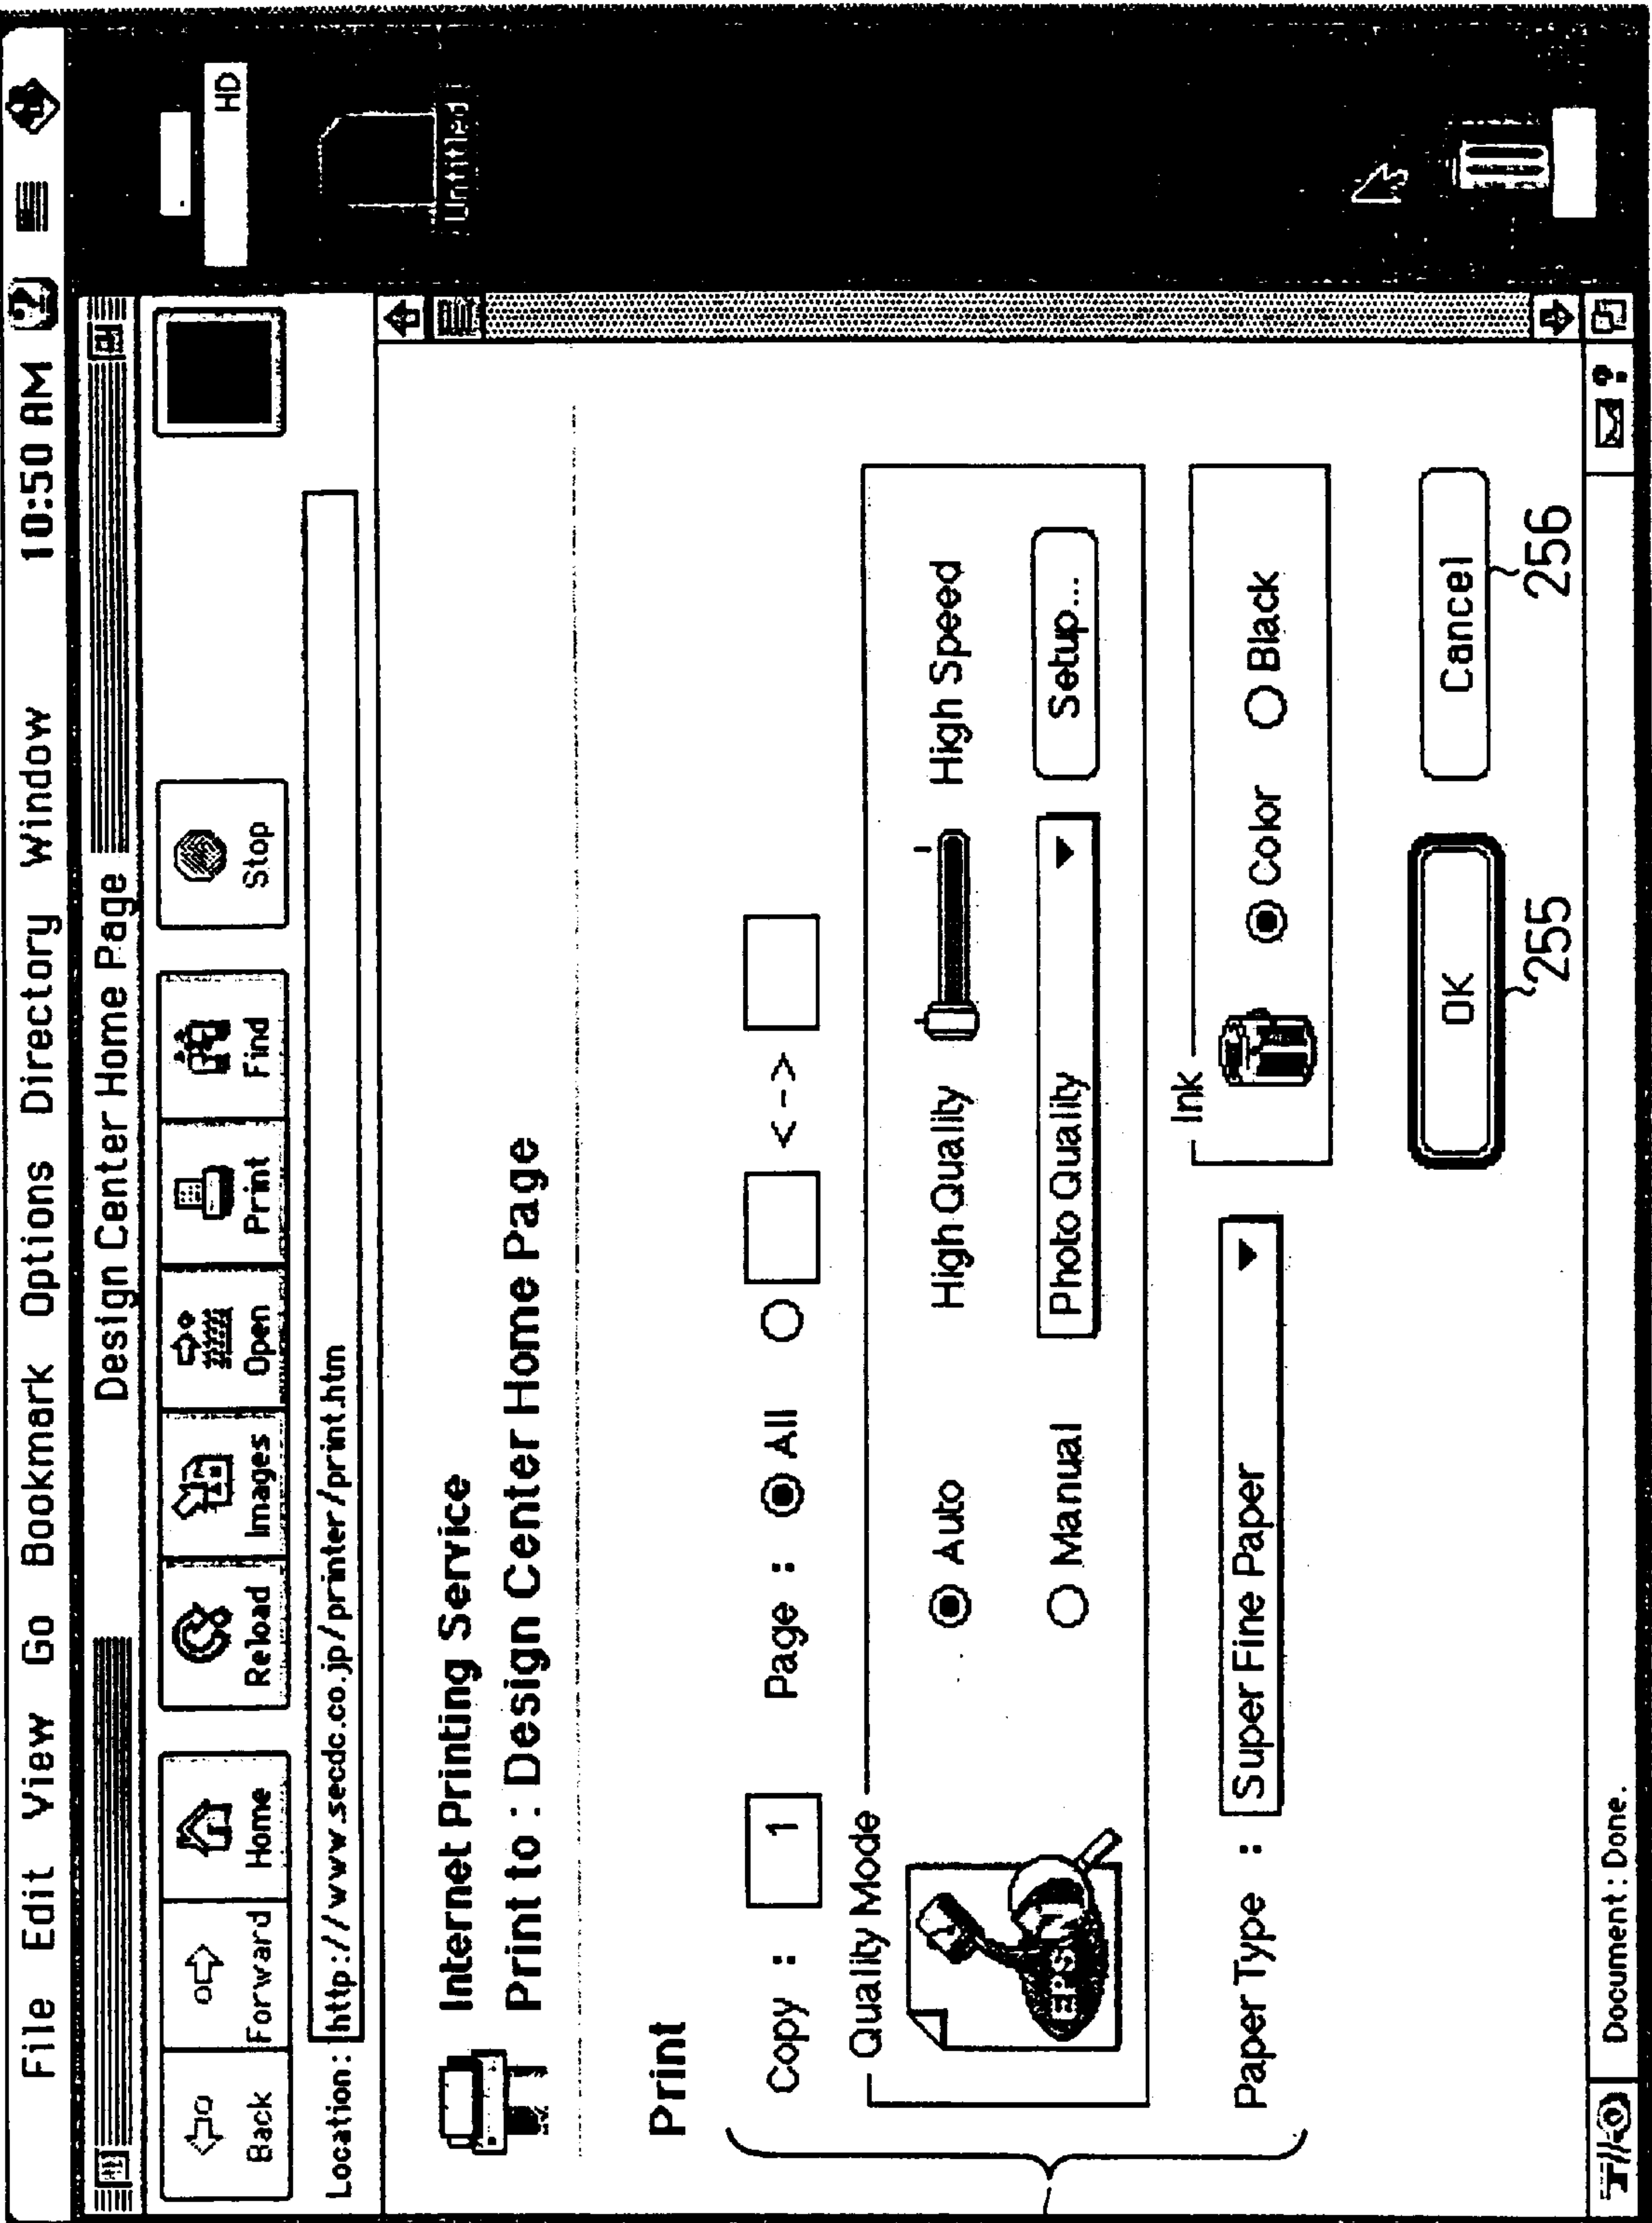 File Edit View Go Bookmark Options Directory Window 10:50 AM
Design Center Home Page
HD
Back Forward Home Reload Images Open Print Find Stop
Location: http://www.secdc.co.jp/printer/print.htm
Untitled
Internet Printing Service
Print to : Design Center Home Page
Print
Copy : 1 Page : All <-->
Quality Mode
Auto High Quality High Speed
Manual Photo Quality Setup...
EPS
Ink
Paper Type : Super Fine Paper Color Black
OK Cancel
255 256
Document : Done.